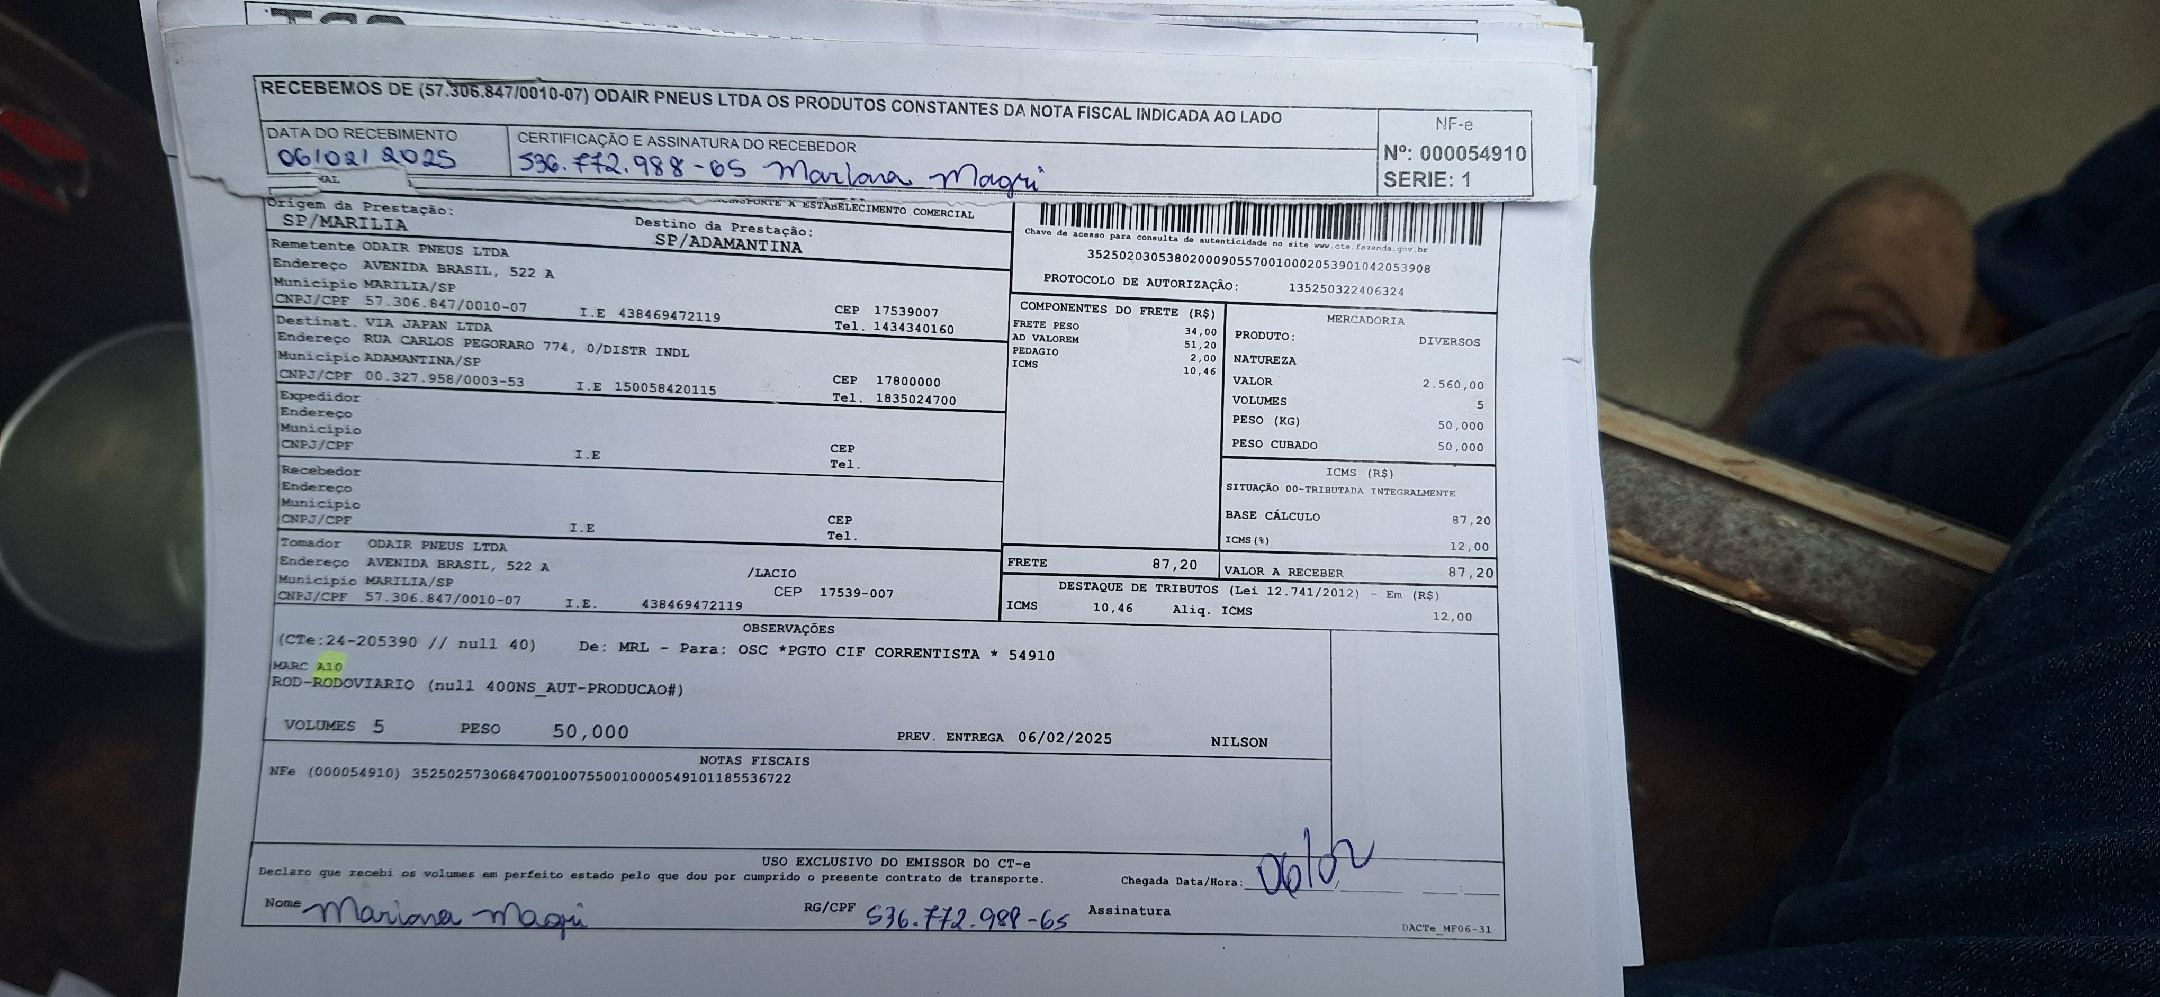 RECEBEMOS DE (57.306.847/0010-07) ODAIR PNEUS LTDA OS PRODUTOS CONSTANTES DA NOTA FISCAL INDICADA AO LADO
DATA DO RECEBIMENTO
06/02/2025
CERTIFICAÇÃO E ASSINATURA DO RECEBEDOR
536.772.988-65 Mariana Magri
NF-e
Nº: 000054910
SERIE: 1
A ESTABELECIMENTO COMERCIAL
Origem da Prestação:
SP/MARILIA
Destino da Prestação:
SP/ADAMANTINA
Remetente ODAIR PNEUS LTDA
Endereço AVENIDA BRASIL, 522 A
Município MARILIA/SP
CNPJ/CPF 57.306.847/0010-07 I.E 438469472119
CEP 17539007
Tel. 1434340160
Destinat. VIA JAPAN LTDA
Endereço RUA CARLOS PEGORARO 774, 0/DISTR INDL
Município ADAMANTINA/SP
CNPJ/CPF 00.327.958/0003-53 I.E 150058420115
CEP 17800000
Tel. 1835024700
Expedidor
Endereço
Município
CNPJ/CPF I.E
CEP
Tel.
Recebedor
Endereço
Município
CNPJ/CPF I.E
CEP
Tel.
Tomador ODAIR PNEUS LTDA
Endereço AVENIDA BRASIL, 522 A /LACIO
Município MARILIA/SP CEP 17539-007
CNPJ/CPF 57.306.847/0010-07 I.E. 438469472119
Chave de acesso para consulta de autenticidade no site www.cte.fazenda.gov.br
35250203053802000905570010002053901042053908
PROTOCOLO DE AUTORIZAÇÃO: 135250322406324
COMPONENTES DO FRETE (R$)
FRETE PESO 34,00
AD VALOREM 51,20
PEDAGIO 2,00
ICMS 10,46
MERCADORIA
PRODUTO: DIVERSOS
NATUREZA
VALOR 2.560,00
VOLUMES 5
PESO (KG) 50,000
PESO CUBADO 50,000
ICMS (R$)
SITUAÇÃO 00-TRIBUTADA INTEGRALMENTE
BASE CÁLCULO 87,20
ICMS(%) 12,00
FRETE 87,20
VALOR A RECEBER 87,20
DESTAQUE DE TRIBUTOS (Lei 12.741/2012) - Em (R$)
ICMS 10,46 Aliq. ICMS 12,00
OBSERVAÇÕES
(CTe:24-205390 // null 40) De: MRL - Para: OSC *PGTO CIF CORRENTISTA * 54910
MARC A10
ROD-RODOVIARIO (null 400NS_AUT-PRODUCAO#)
VOLUMES 5 PESO 50,000 PREV. ENTREGA 06/02/2025 NILSON
NOTAS FISCAIS
NFe (000054910) 35250257306847001007550010000549101185536722
USO EXCLUSIVO DO EMISSOR DO CT-e
Declaro que recebi os volumes em perfeito estado pelo que dou por cumprido o presente contrato de transporte.
Chegada Data/Hora: 06/02
Nome Mariana Magri RG/CPF 536.772.988-65 Assinatura
DACTe_MF06-31